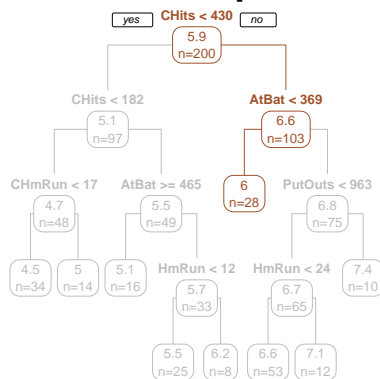 yes CHits < 430 no
5.9
n=200
CHits < 182 AtBat < 369
5.1 6.6
n=97 n=103
CHmRun < 17 AtBat >= 465 PutOuts < 963
4.7 5.5 6 6.8
n=48 n=49 n=28 n=75
HmRun < 12 HmRun < 24
4.5 5 5.1 5.7 6.7 7.4
n=34 n=14 n=16 n=33 n=65 n=10
5.5 6.2 6.6 7.1
n=25 n=8 n=53 n=12